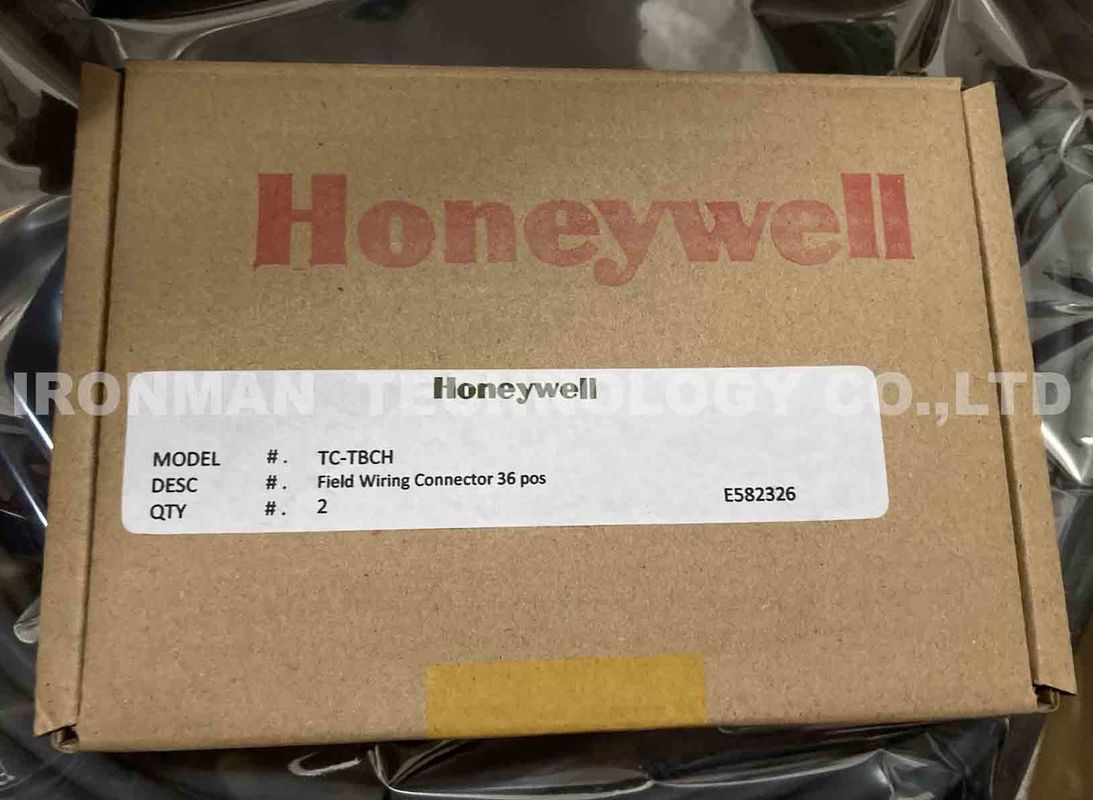 Honeywell
Honeywell
IRONMAN TECHNOLOGY CO.,LTD
MODEL #. TC-TBCH
DESC #. Field Wiring Connector 36 pos
QTY #. 2
E582326